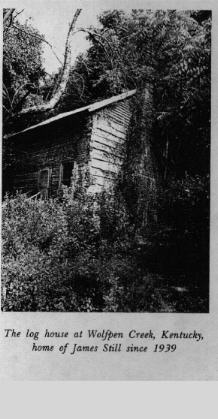 The log house at Wolfpen Creek, Kentucky,
home of James Still since 1939